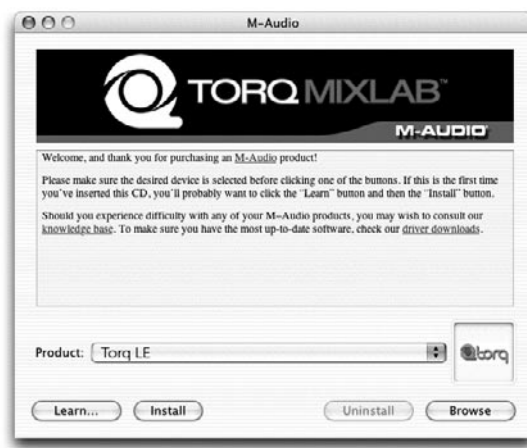 M-Audio
TORQ MIXLAB™
M-AUDIO
Welcome, and thank you for purchasing an M-Audio product!
Please make sure the desired device is selected before clicking one of the buttons. If this is the first time
you've inserted this CD, you'll probably want to click the "Learn" button and then the "Install" button.
Should you experience difficulty with any of your M-Audio products, you may wish to consult our
knowledge base. To make sure you have the most up-to-date software, check our driver downloads.
Product: Torq LE
torq
Learn... Install Uninstall Browse